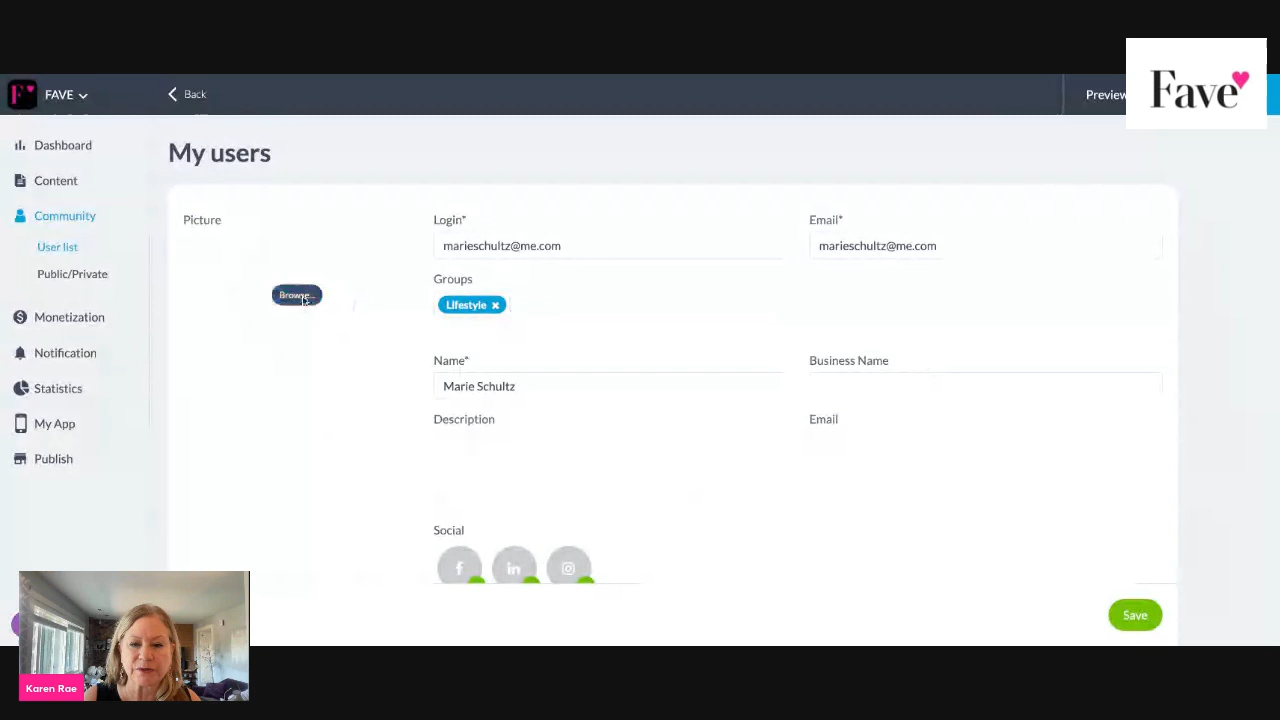 FAVE
Back
Preview
Fave
Dashboard
Content
Community
User list
Public/Private
Monetization
Notification
Statistics
My App
Publish
My users
Picture
Browse...
Login*
marieschultz@me.com
Email*
marieschultz@me.com
Groups
Lifestyle ×
Name*
Marie Schultz
Business Name
Description
Email
Social
f
in
Save
Karen Rae